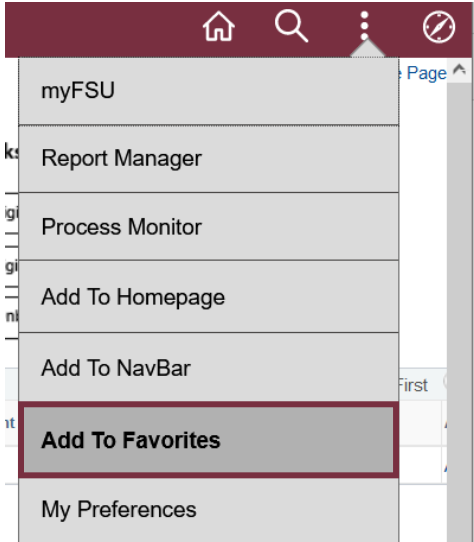 Page
myFSU
Report Manager
Process Monitor
Add To Homepage
Add To NavBar
First
Add To Favorites
My Preferences